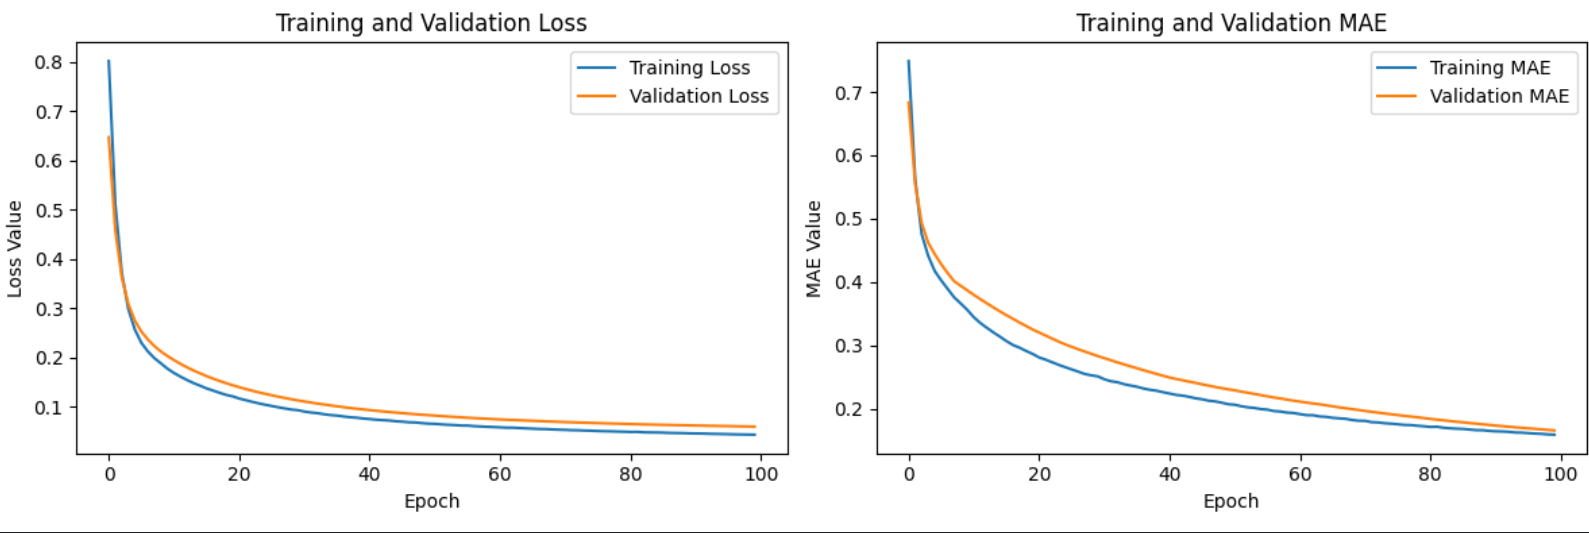 Training and Validation Loss
0.8
0.7
0.6
0.5
0.4
0.3
0.2
0.1
Loss Value
Training Loss
Validation Loss
0 20 40 60 80 100
Epoch
Training and Validation MAE
0.7
0.6
0.5
0.4
0.3
0.2
MAE Value
Training MAE
Validation MAE
0 20 40 60 80 100
Epoch